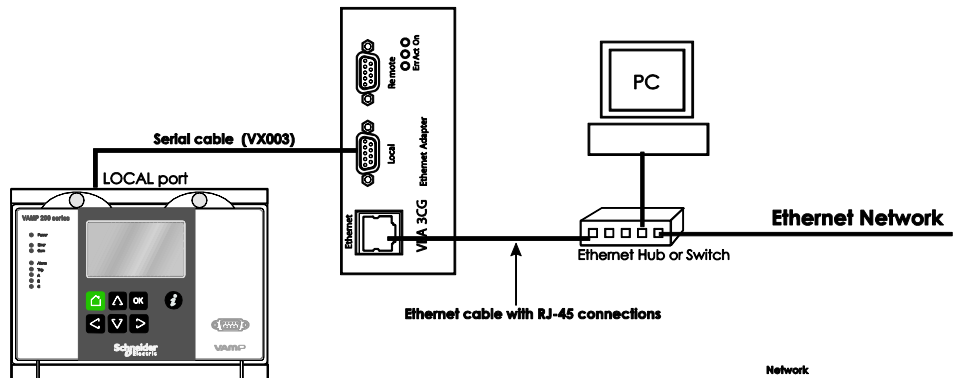 Remote
Err Act On
PC
Serial cable (VX003)
Local
Ethernet Adapter
LOCAL port
VAMP 200 series
Power
Error
Com
Alarm
Trip
A
B
C
OK
i
Schneider
Electric
VAMP
Ethernet
VEA 3CG
Ethernet Network
Ethernet Hub or Switch
Ethernet cable with RJ-45 connections
Network